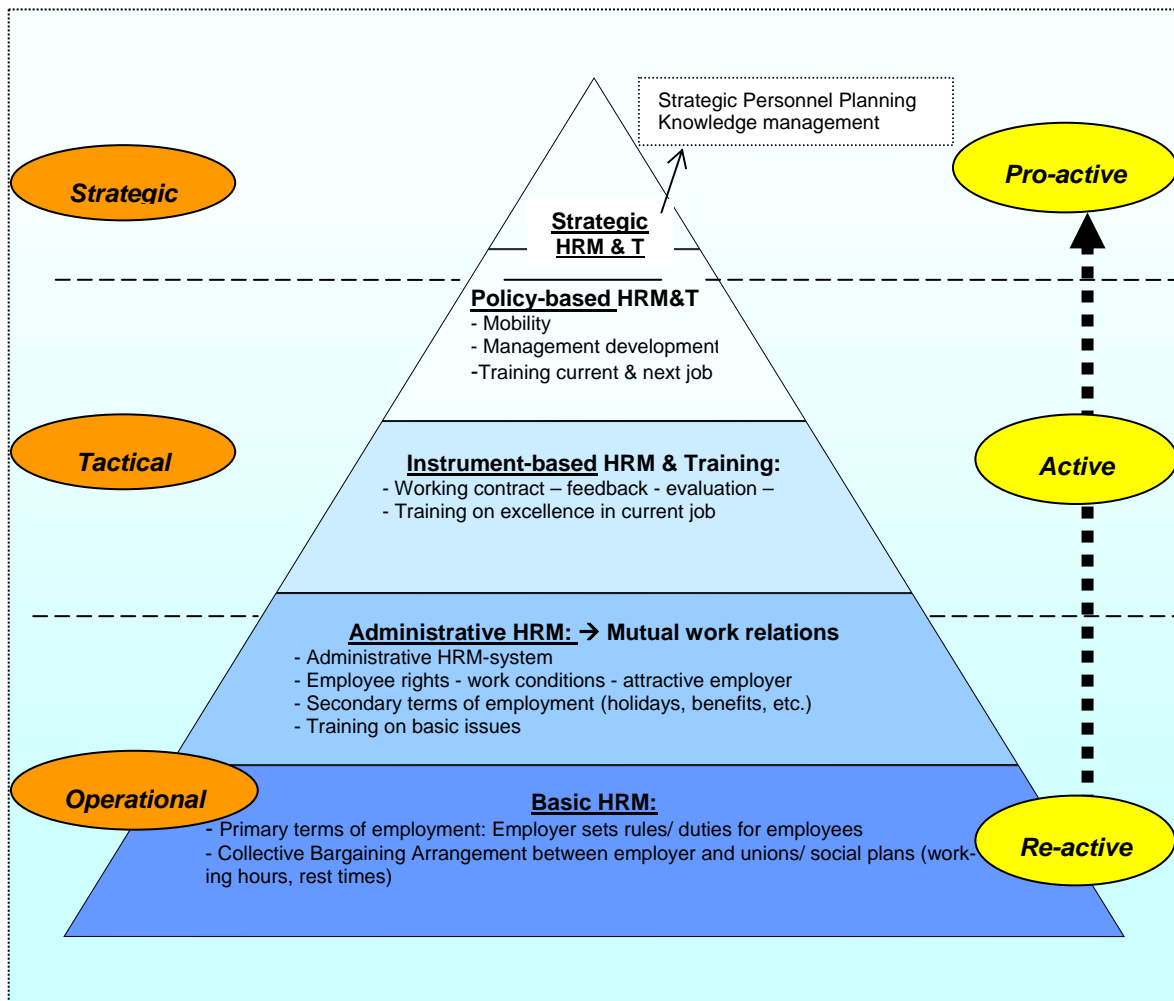 Strategic Personnel Planning
Knowledge management
Strategic
Pro-active
Strategic
HRM & T
Policy-based HRM&T
- Mobility
- Management development
-Training current & next job
Tactical
Active
Instrument-based HRM & Training:
- Working contract – feedback - evaluation –
- Training on excellence in current job
Administrative HRM: → Mutual work relations
- Administrative HRM-system
- Employee rights - work conditions - attractive employer
- Secondary terms of employment (holidays, benefits, etc.)
- Training on basic issues
Operational
Basic HRM:
- Primary terms of employment: Employer sets rules/ duties for employees
- Collective Bargaining Arrangement between employer and unions/ social plans (work-
ing hours, rest times)
Re-active